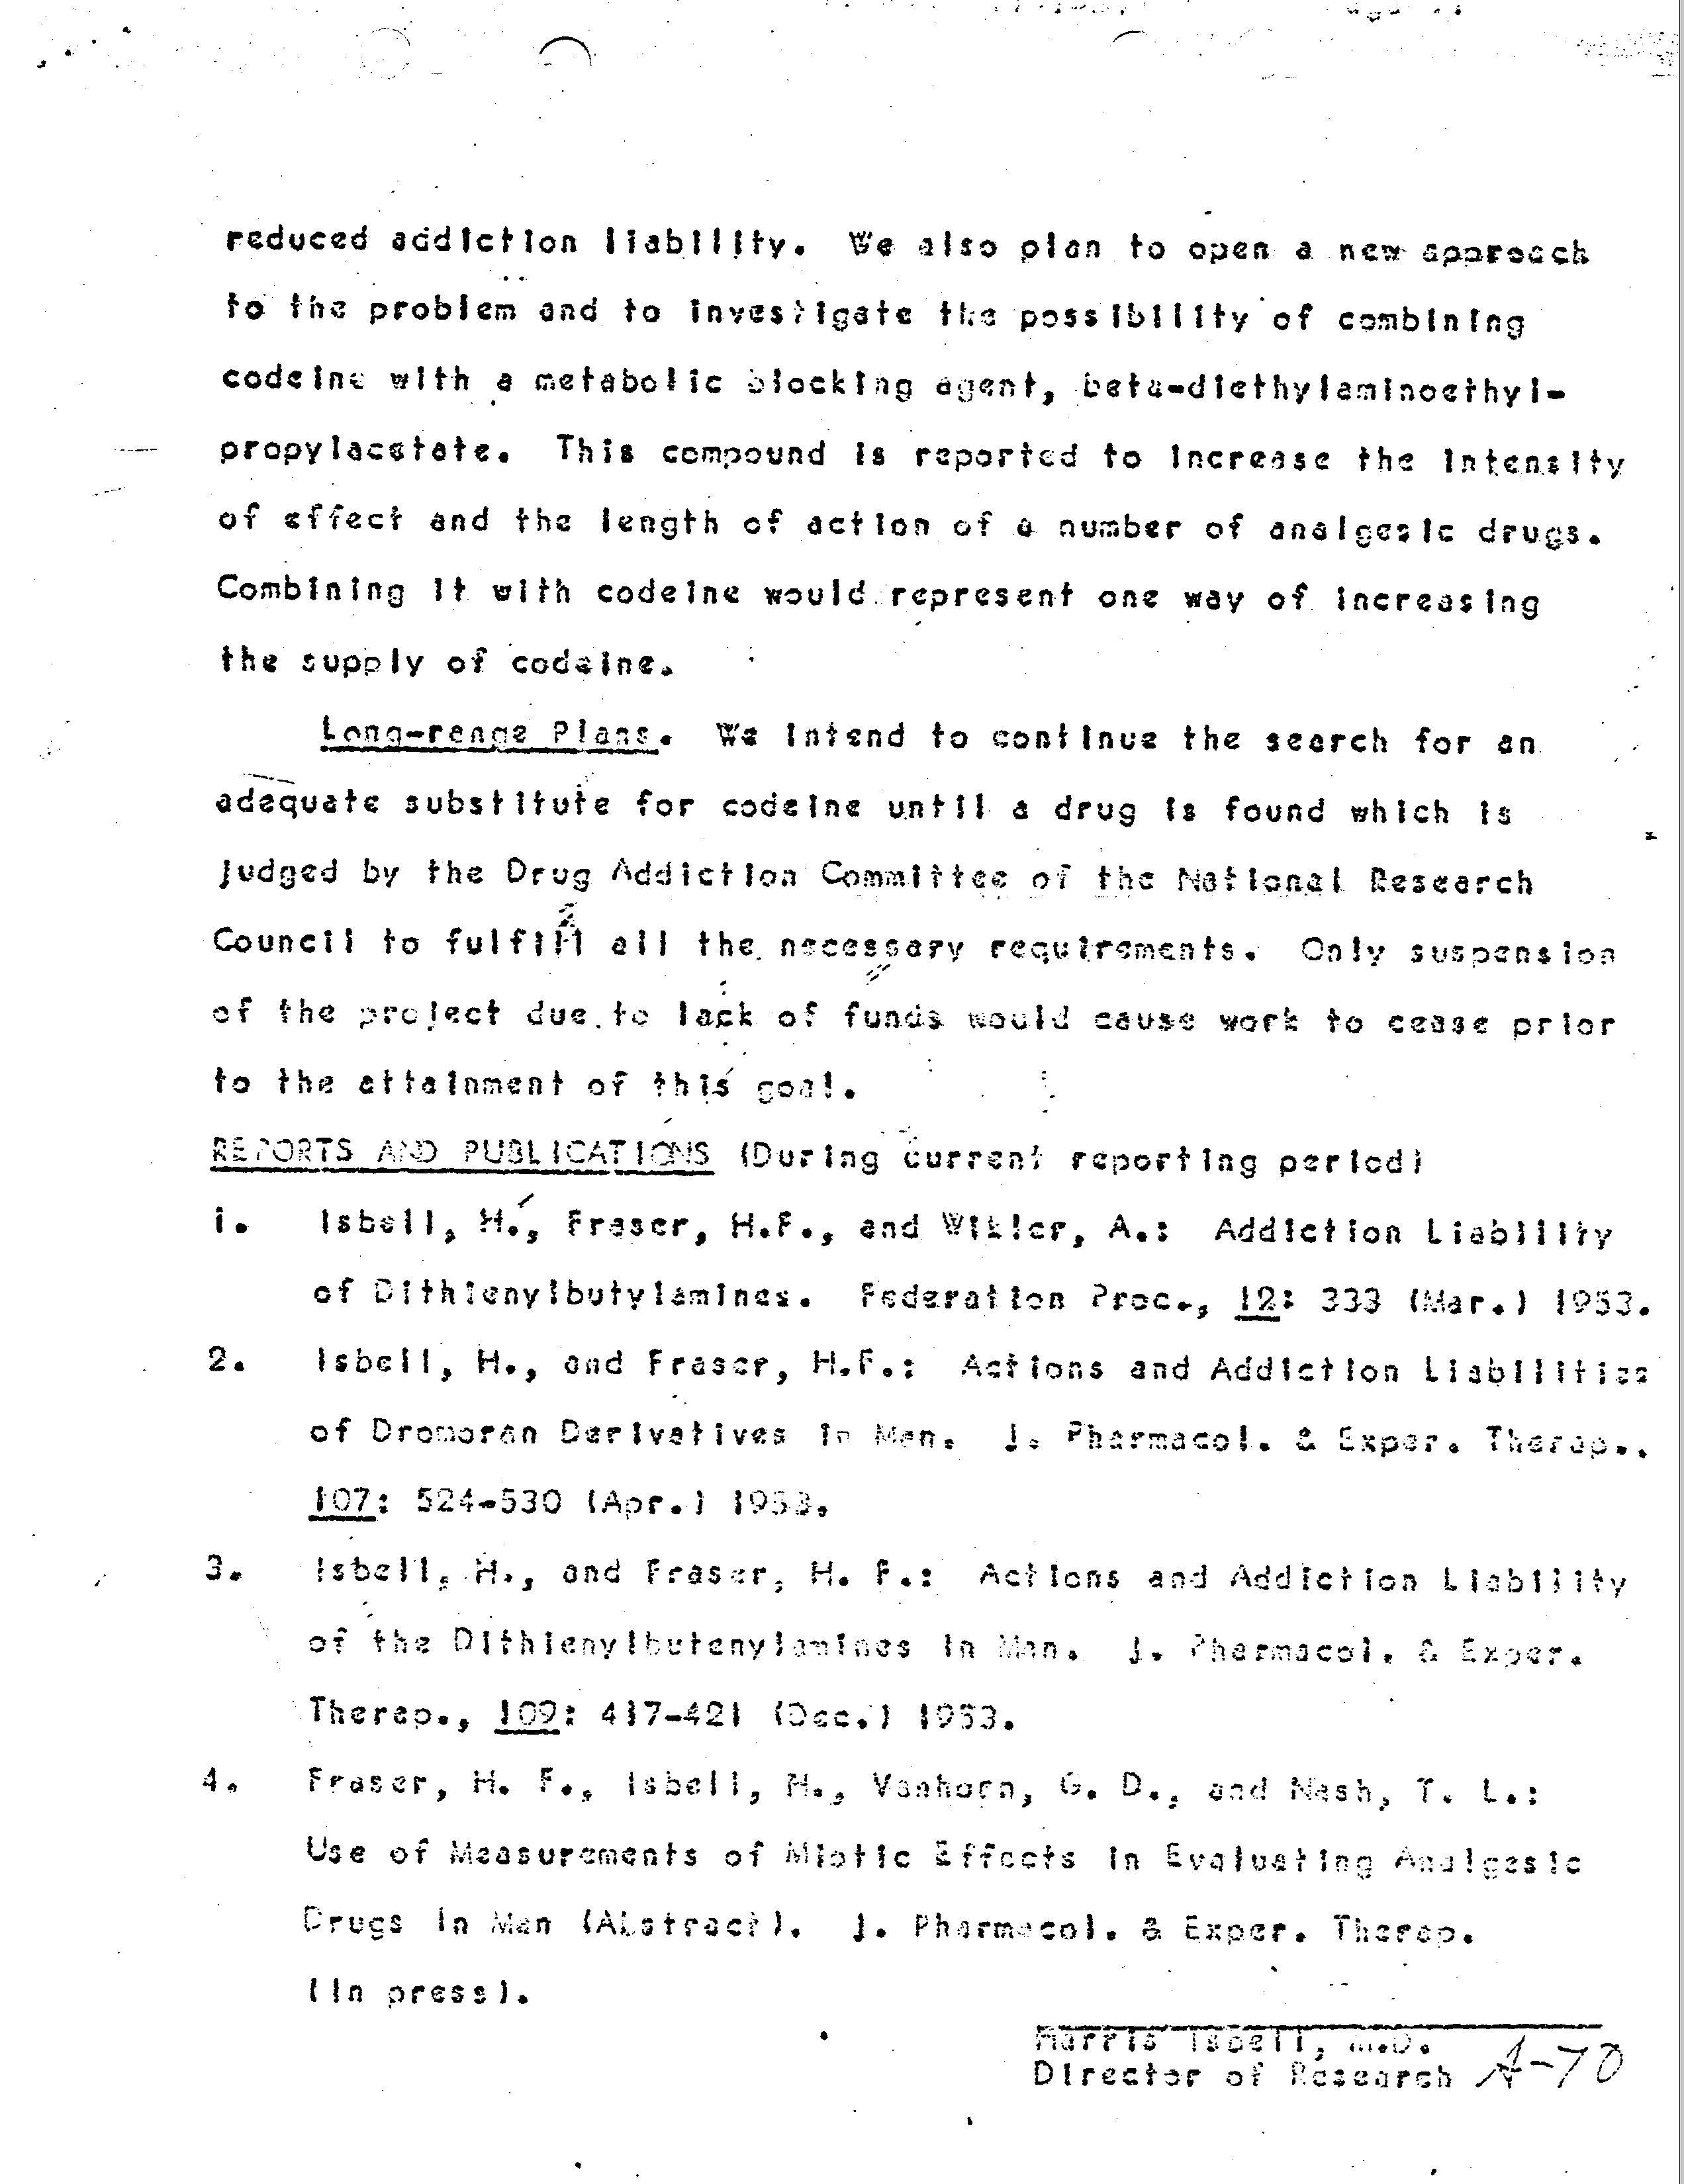 reduced addiction liability. We also plan to open a new approach
to the problem and to investigate the possibility of combining
codeine with a metabolic blocking agent, beta-diethylaminoethyl-
propylacetate. This compound is reported to increase the intensity
of effect and the length of action of a number of analgesic drugs.
Combining it with codeine would represent one way of increasing
the supply of codeine.
Long-range Plans. We intend to continue the search for an
adequate substitute for codeine until a drug is found which is
judged by the Drug Addiction Committee of the National Research
Council to fulfill all the necessary requirements. Only suspension
of the project due to lack of funds would cause work to cease prior
to the attainment of this goal.
REPORTS AND PUBLICATIONS (During current reporting period)
1. Isbell, H., Fraser, H.F., and Wikler, A.: Addiction Liability
of Dithienylbutylamines. Federation Proc., 12: 333 (Mar.) 1953.
2. Isbell, H., and Fraser, H.F.: Actions and Addiction Liabilities
of Dromoran Derivatives in Man. J. Pharmacol. & Exper. Therap.,
107: 524-530 (Apr.) 1953.
3. Isbell, H., and Fraser, H. F.: Actions and Addiction Liability
of the Dithienylbutenylamines in Man. J. Pharmacol. & Exper.
Therap., 109: 417-421 (Dec.) 1953.
4. Fraser, H. F., Isbell, H., Vanhorn, G. D., and Nash, T. L.:
Use of Measurements of Miotic Effects in Evaluating Analgesic
Drugs in Man (Abstract). J. Pharmacol. & Exper. Therap.
(In press).
Harris Isbell, M.D.
Director of Research A-70